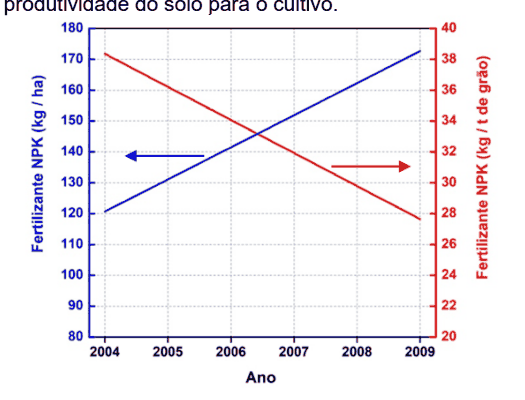 produtividade do solo para o cultivo.
180 40
170 38
160 36
150 34
140 32
130 30
120 28
110 26
100 24
90 22
80 20
Fertilizante NPK (kg / ha)
Fertilizante NPK (kg / t de grão)
2004 2005 2006 2007 2008 2009
Ano